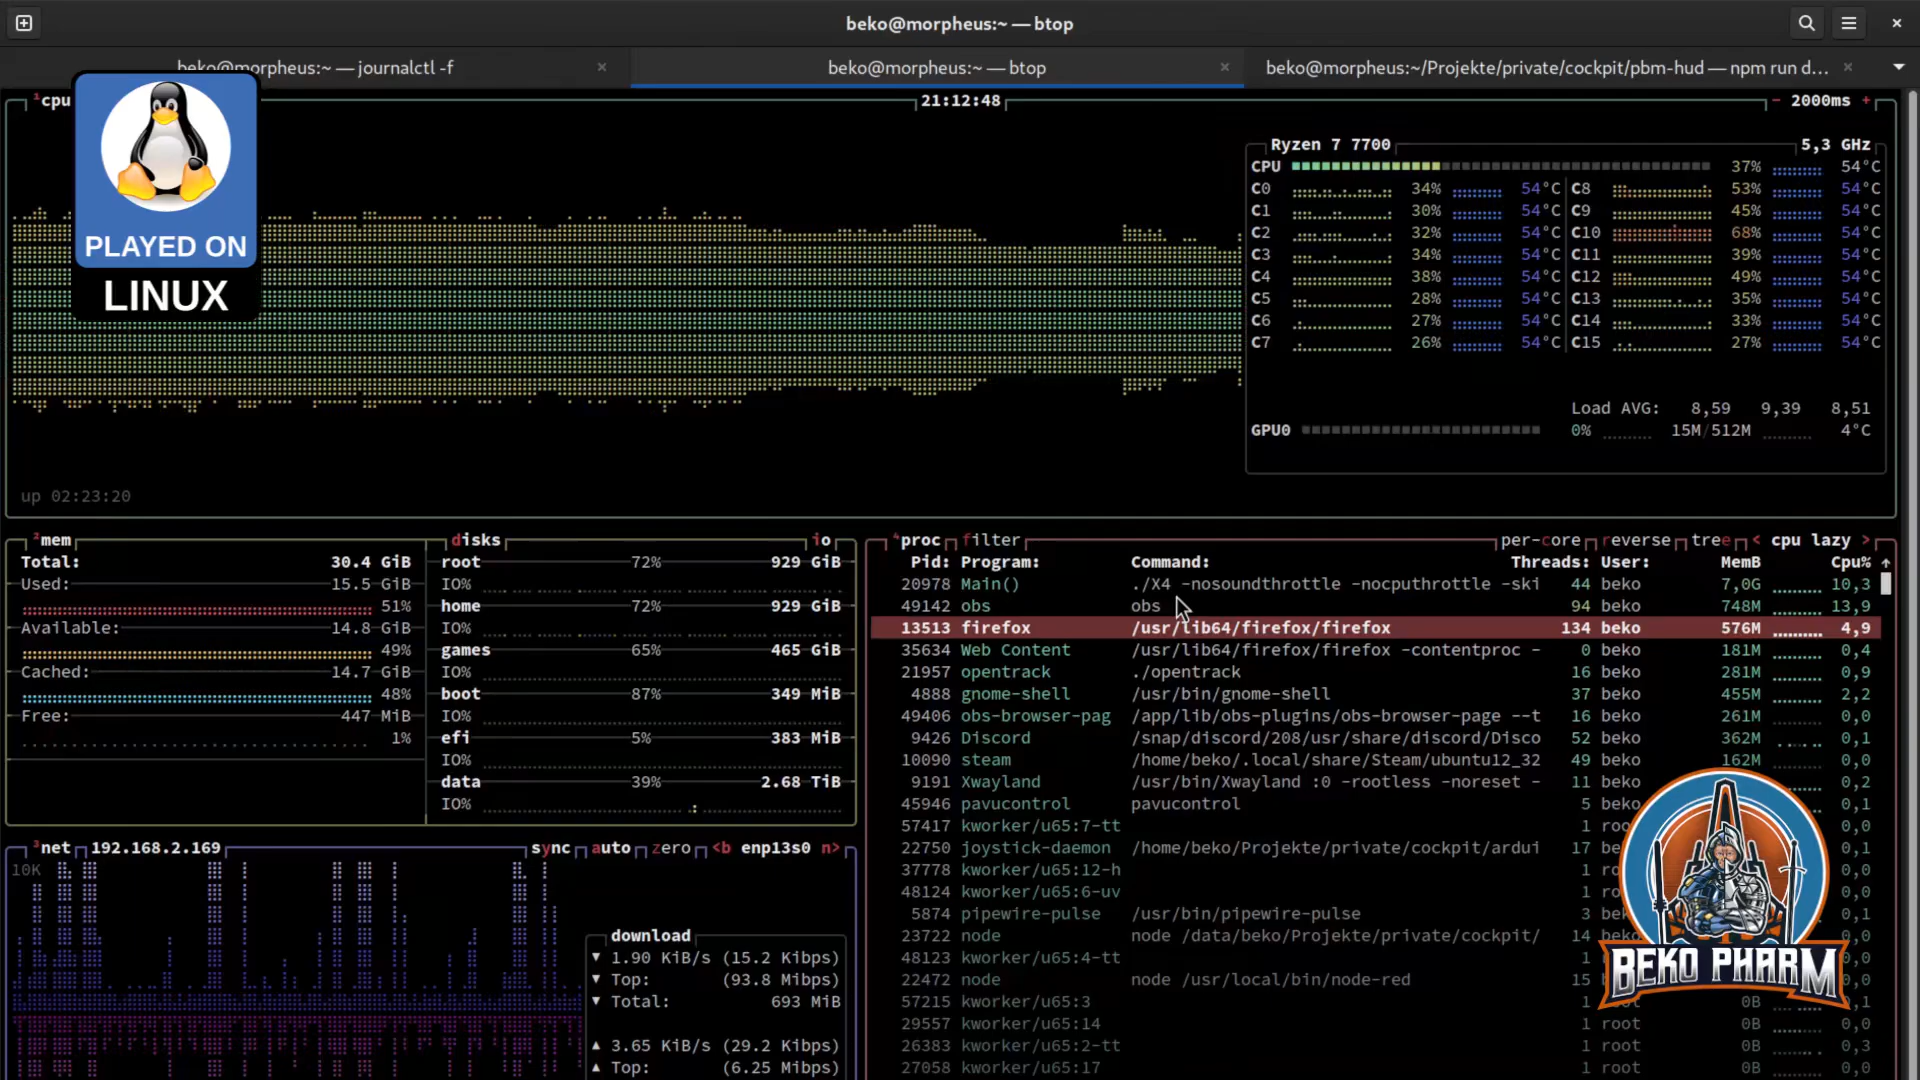 beko@morpheus:~ — btop
beko@morpheus:~ — journalctl -f
beko@morpheus:~ — btop
beko@morpheus:~/Projekte/private/cockpit/pbm-hud — npm run d...
¹cpu
21:12:48
- 2000ms +
PLAYED ON
LINUX
Ryzen 7 7700 5,3 GHz
CPU 37% 54°C
C0 34% 54°C C8 53% 54°C
C1 30% 54°C C9 45% 54°C
C2 32% 54°C C10 68% 54°C
C3 34% 54°C C11 39% 54°C
C4 38% 54°C C12 49% 54°C
C5 28% 54°C C13 35% 54°C
C6 27% 54°C C14 33% 54°C
C7 26% 54°C C15 27% 54°C
Load AVG: 8,59 9,39 8,51
GPU0 0% 15M/512M 4°C
up 02:23:20
²mem
Total: 30.4 GiB
Used: 15.5 GiB
51%
Available: 14.8 GiB
49%
Cached: 14.7 GiB
48%
Free: 447 MiB
1%
disks io
root 72% 929 GiB
IO%
home 72% 929 GiB
IO%
games 65% 465 GiB
IO%
boot 87% 349 MiB
IO%
efi 5% 383 MiB
IO%
data 39% 2.68 TiB
IO%
³net 192.168.2.169 sync auto zero <b enp13s0 n>
10K
download
▼ 1.90 KiB/s (15.2 Kibps)
▼ Top: (93.8 Mibps)
▼ Total: 693 MiB
▲ 3.65 KiB/s (29.2 Kibps)
▲ Top: (6.25 Mibps)
⁴proc filter per-core reverse tree < cpu lazy >
Pid: Program: Command: Threads: User: MemB Cpu% ↑
20978 Main() ./X4 -nosoundthrottle -nocputhrottle -ski 44 beko 7,0G 10,3
49142 obs obs 94 beko 748M 13,9
13513 firefox /usr/lib64/firefox/firefox 134 beko 576M 4,9
35634 Web Content /usr/lib64/firefox/firefox -contentproc - 0 beko 181M 0,4
21957 opentrack ./opentrack 16 beko 281M 0,9
4888 gnome-shell /usr/bin/gnome-shell 37 beko 455M 2,2
49406 obs-browser-pag /app/lib/obs-plugins/obs-browser-page --t 16 beko 261M 0,0
9426 Discord /snap/discord/208/usr/share/discord/Disco 52 beko 362M 0,1
10090 steam /home/beko/.local/share/Steam/ubuntu12_32 49 beko 162M 0,0
9191 Xwayland /usr/bin/Xwayland :0 -rootless -noreset - 11 beko 0,2
45946 pavucontrol pavucontrol 5 beko 0,1
57417 kworker/u65:7-tt 1 0,0
22750 joystick-daemon /home/beko/Projekte/private/cockpit/ardui 17 0,1
37778 kworker/u65:12-h 1 0,0
48124 kworker/u65:6-uv 1 0,0
5874 pipewire-pulse /usr/bin/pipewire-pulse 3 0,1
23722 node node /data/beko/Projekte/private/cockpit/ 14 0,0
48123 kworker/u65:4-tt 1
22472 node node /usr/local/bin/node-red 15
57215 kworker/u65:3 1 root 0B
29557 kworker/u65:14 1 root 0B 0,0
26383 kworker/u65:2-tt 1 root 0B 0,3
27058 kworker/u65:17 1 root 0B 0,0
BEKO PHARM